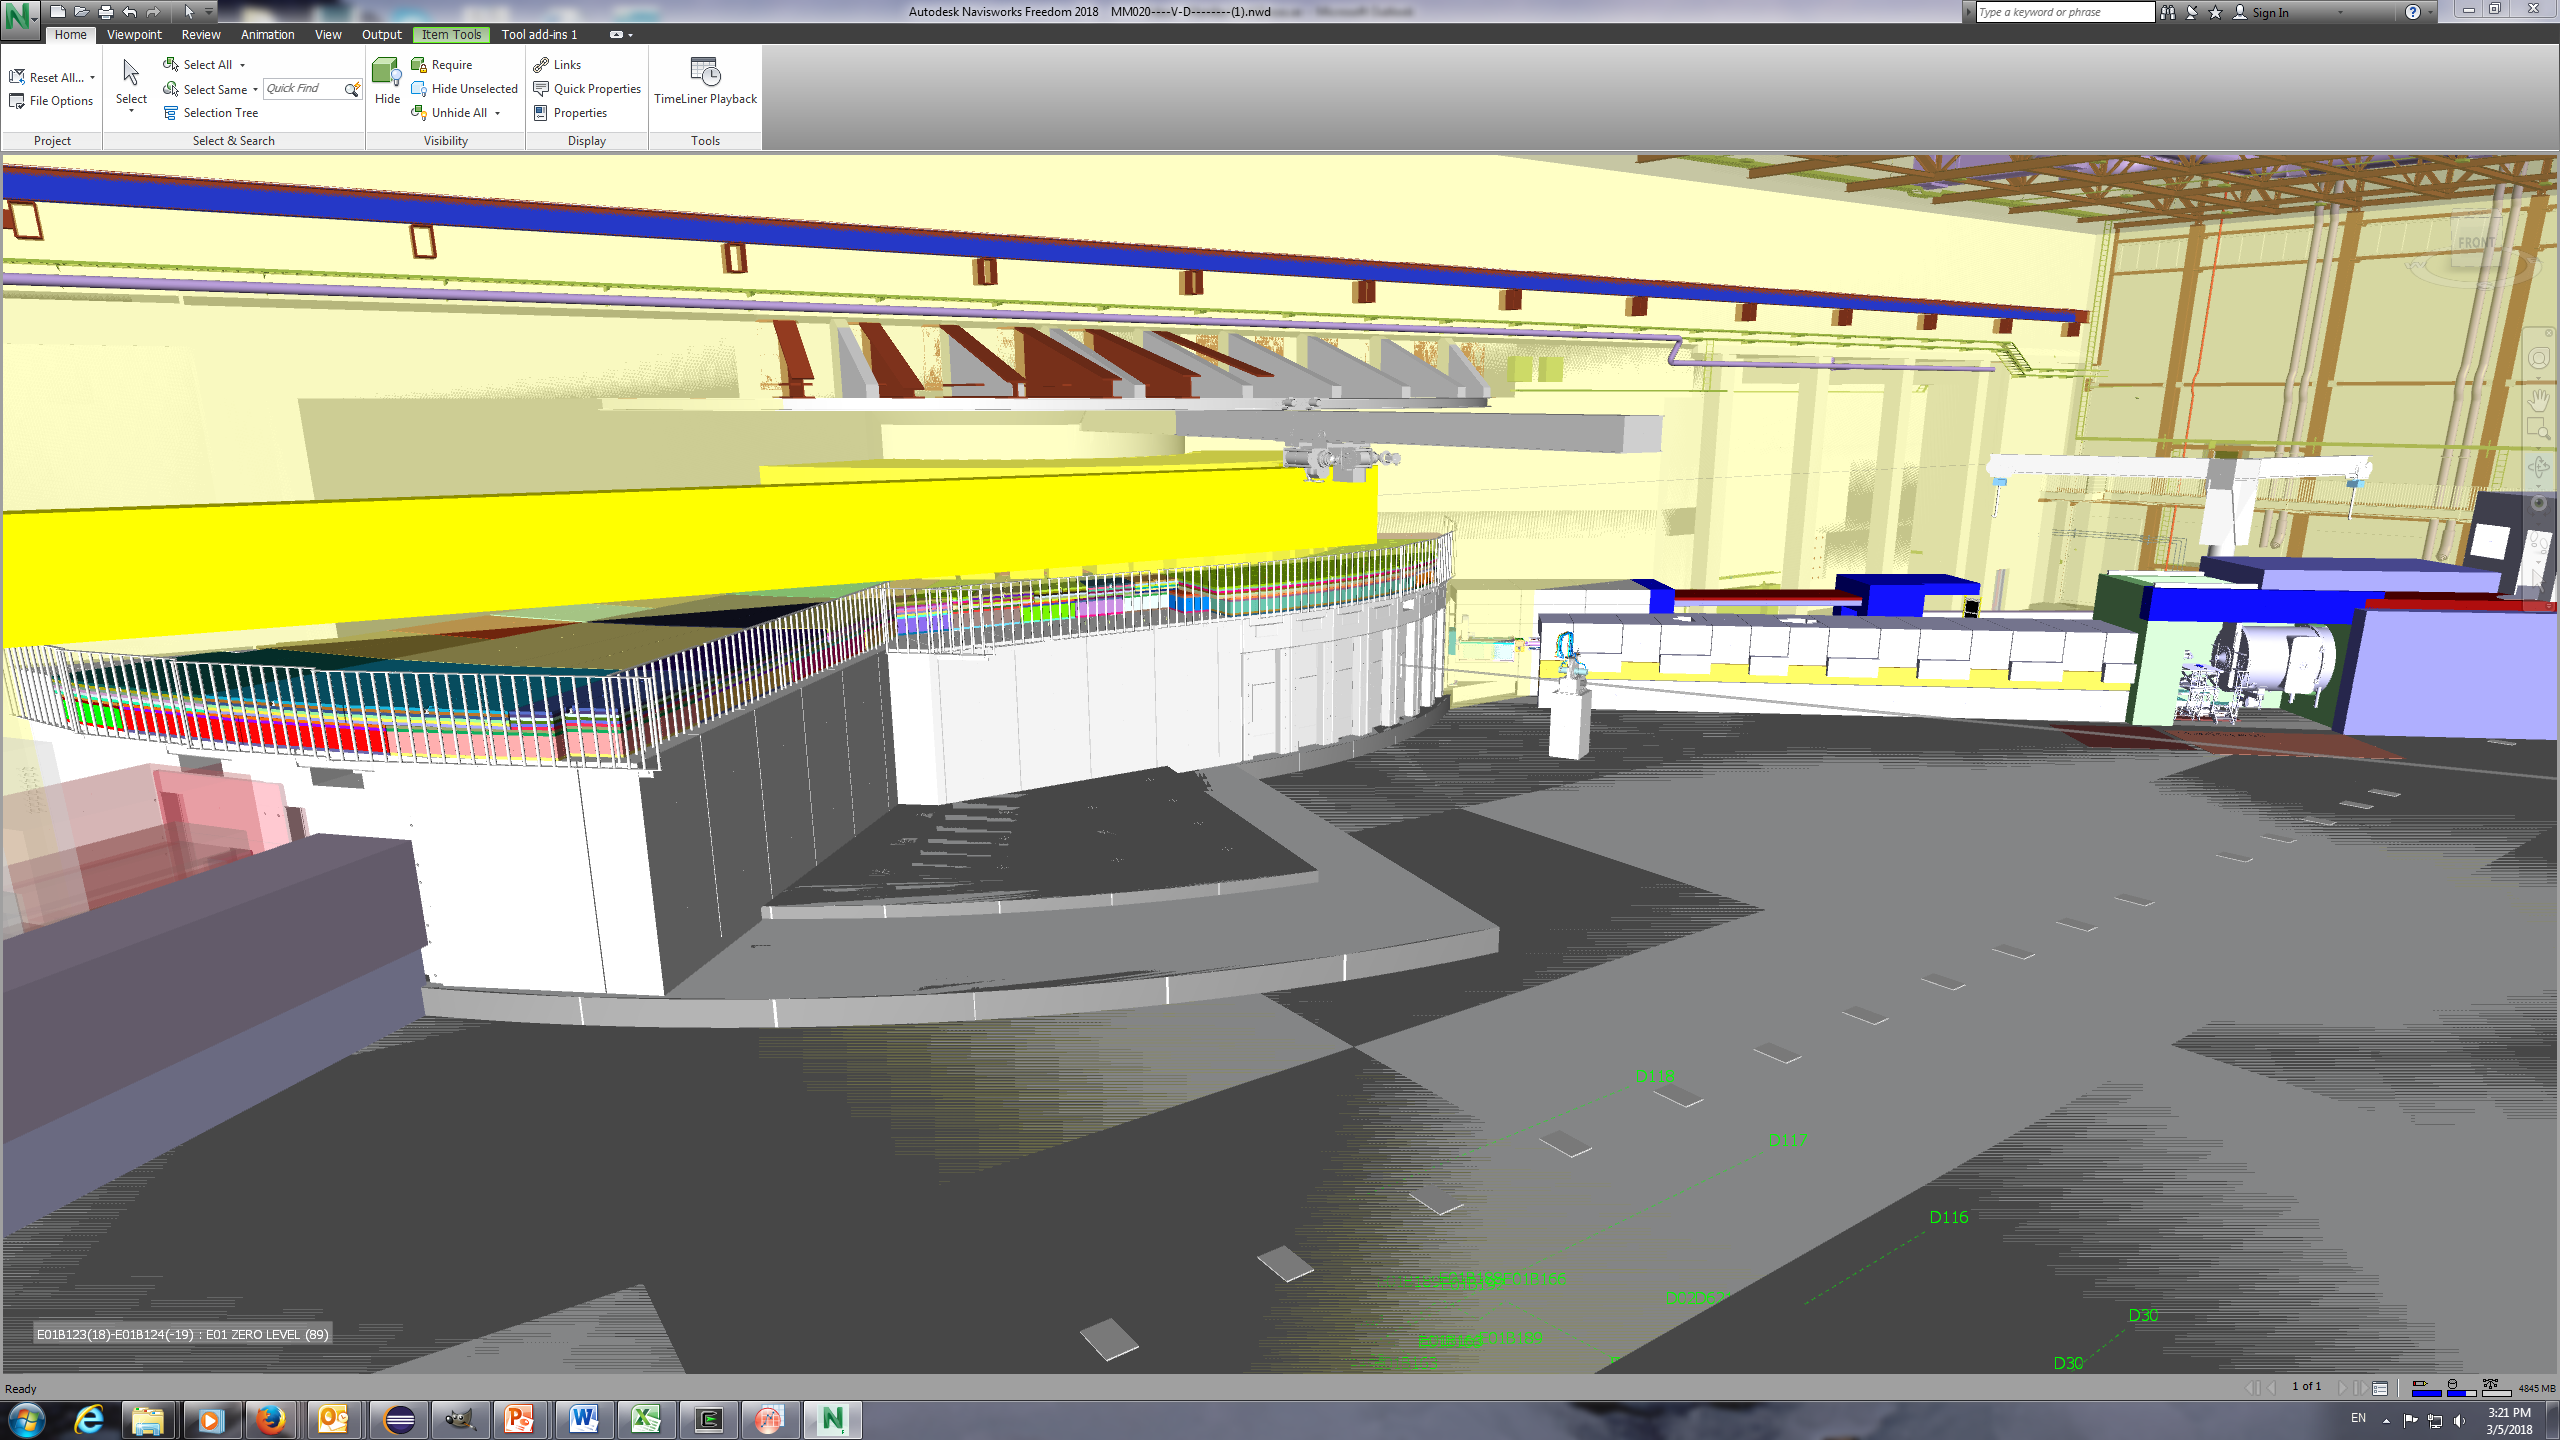 Autodesk Navisworks Freedom 2018 MM020----V-D--------(1).nwd
Type a keyword or phrase
Sign In
Home Viewpoint Review Animation View Output Item Tools Tool add-ins 1
Reset All...
File Options
Project
Select
Select All
Select Same
Quick Find
Selection Tree
Select & Search
Hide
Require
Hide Unselected
Unhide All
Visibility
Links
Quick Properties
Properties
Display
TimeLiner Playback
Tools
FRONT
D118
D117
D116
D30
D30
E01B123(18)-E01B124(-19) : E01 ZERO LEVEL (89)
Ready
1 of 1
4845 MB
EN
3:21 PM
3/5/2018